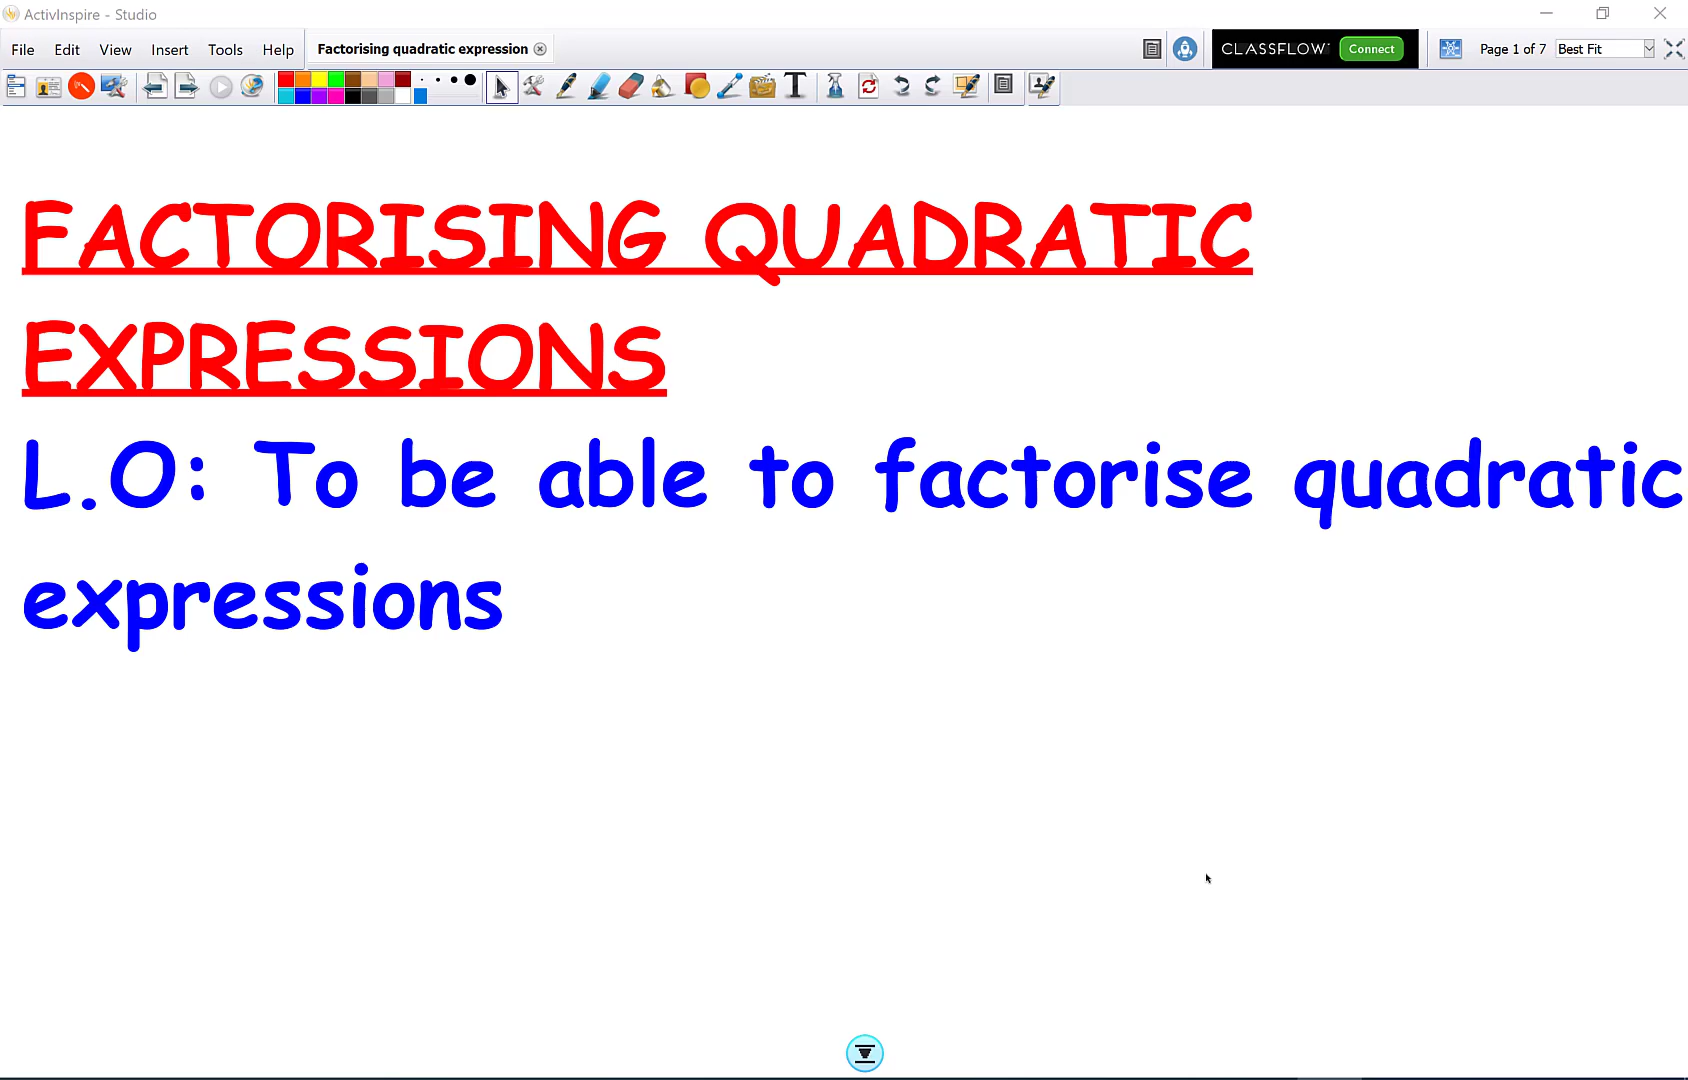 ActivInspire - Studio
File Edit View Insert Tools Help Factorising quadratic expression CLASSFLOW Connect Page 1 of 7 Best Fit
FACTORISING QUADRATIC
EXPRESSIONS
L.O: To be able to factorise quadratic
expressions